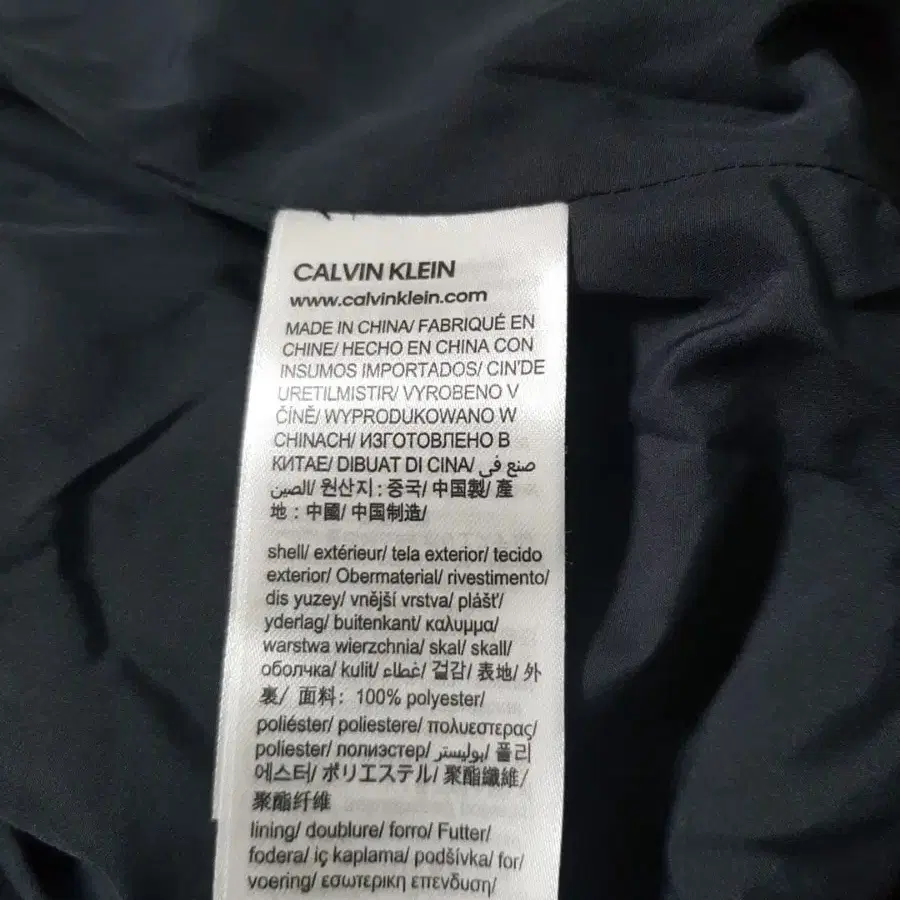 CALVIN KLEIN
www.calvinklein.com
MADE IN CHINA/ FABRIQUÉ EN
CHINE/ HECHO EN CHINA CON
INSUMOS IMPORTADOS/ CIN'DE
URETILMISTIR/ VYROBENO V
ČÍNĚ/ WYPRODUKOWANO W
CHINACH/ ИЗГОТОВЛЕНО В
КИТАЕ/ DIBUAT DI CINA/ صنع في
الصين/ 원산지 : 중국/ 中国製/ 產
地 : 中國/ 中国制造/
shell/ extérieur/ tela exterior/ tecido
exterior/ Obermaterial/ rivestimento/
dis yuzey/ vnější vrstva/ plášť/
yderlag/ buitenkant/ καλυμμα/
warstwa wierzchnia/ skal/ skall/
оболчка/ kulit/ غطاء/ 겉감/ 表地/ 外
裏/ 面料: 100% polyester/
poliéster/ poliestere/ πολυεστερας/
poliester/ полиэстер/ بوليستر/ 폴리
에스터/ ポリエステル/ 聚酯纖維/
聚酯纤维
lining/ doublure/ forro/ Futter/
fodera/ iç kaplama/ podšívka/ for/
voering/ εσωτερικη επενδυση/